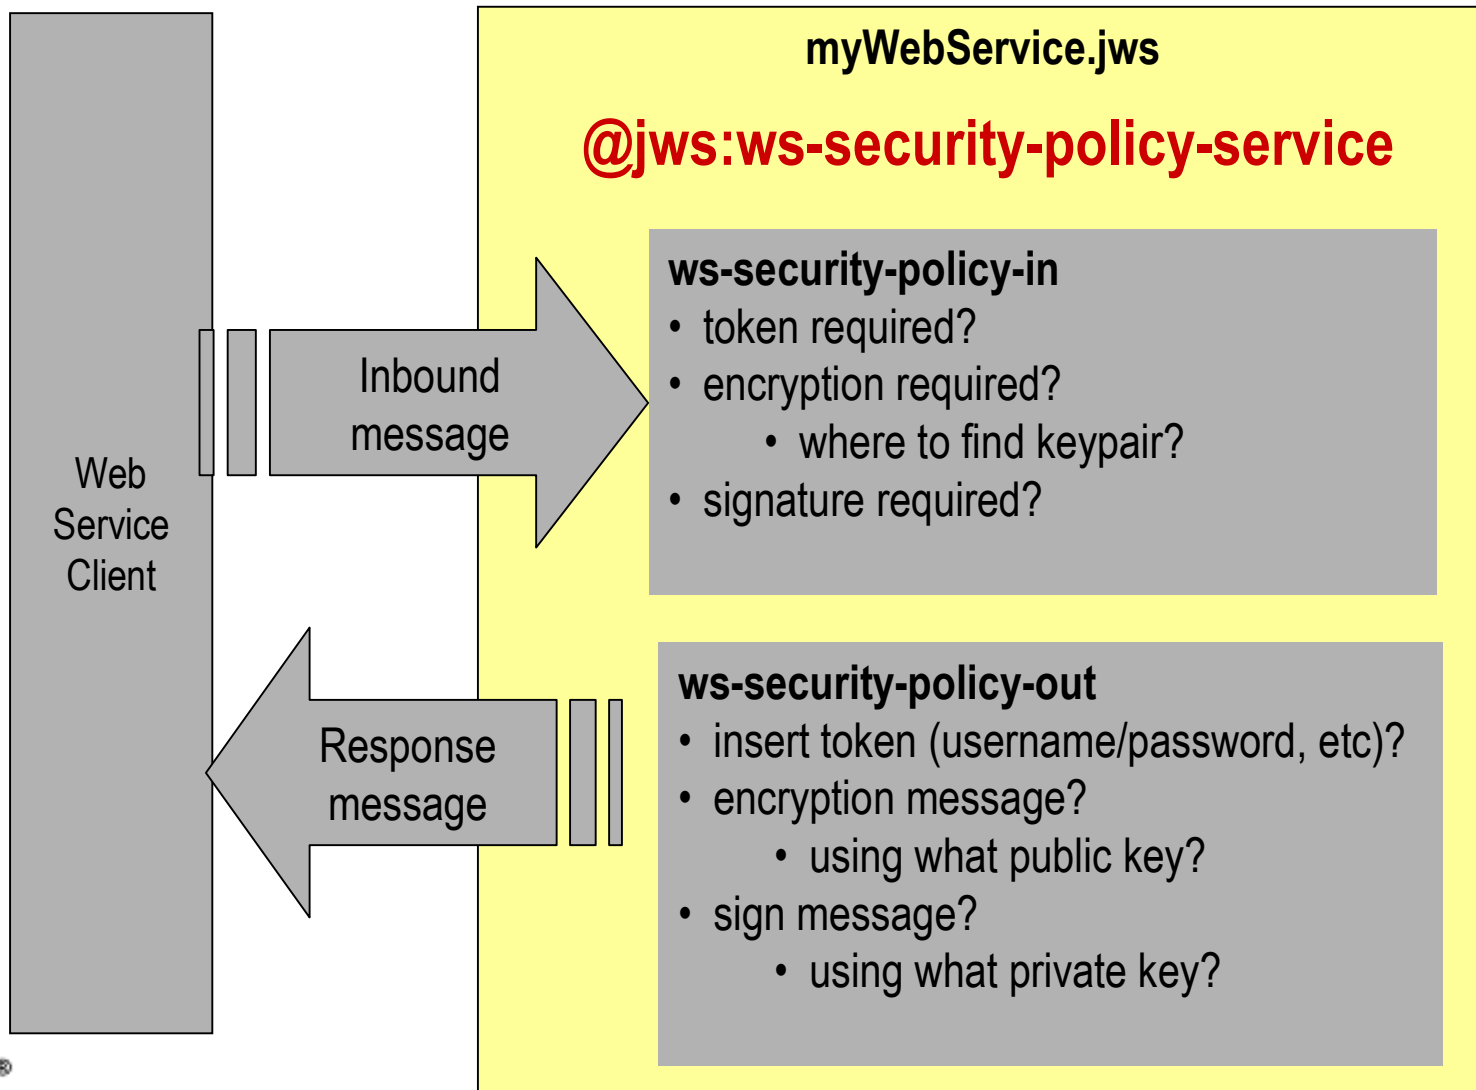 myWebService.jws
@jws:ws-security-policy-service
Web
Service
Client
Inbound
message
ws-security-policy-in
• token required?
• encryption required?
• where to find keypair?
• signature required?
Response
message
ws-security-policy-out
• insert token (username/password, etc)?
• encryption message?
• using what public key?
• sign message?
• using what private key?
®